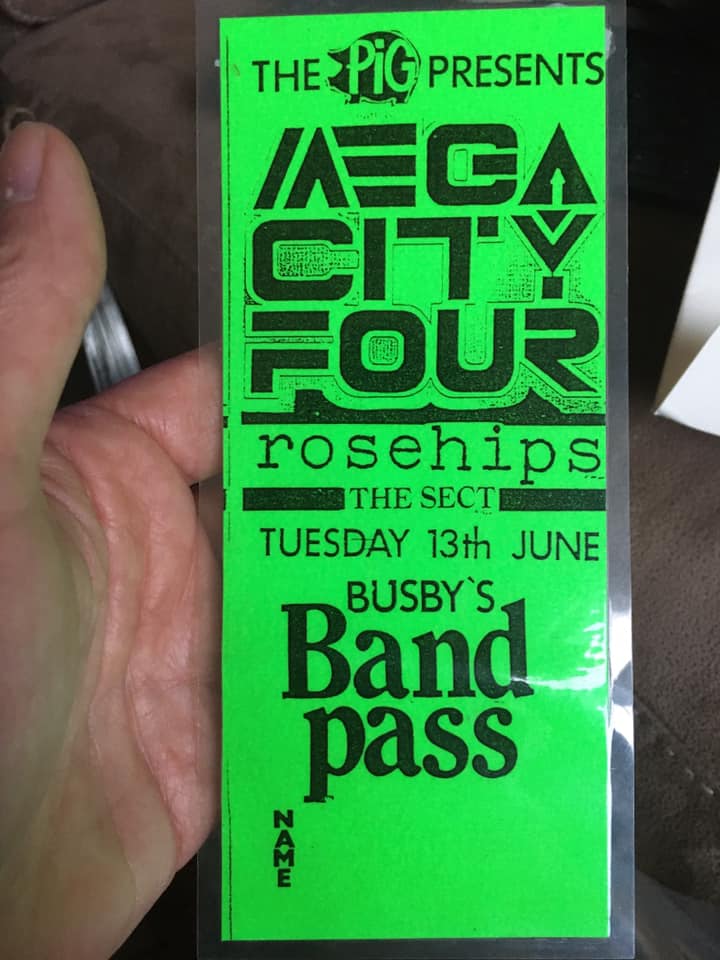 THE PiG PRESENTS
MEGA
CITY
FOUR
rosehips
THE SECT
TUESDAY 13th JUNE
BUSBY`S
Band
pass
NAME